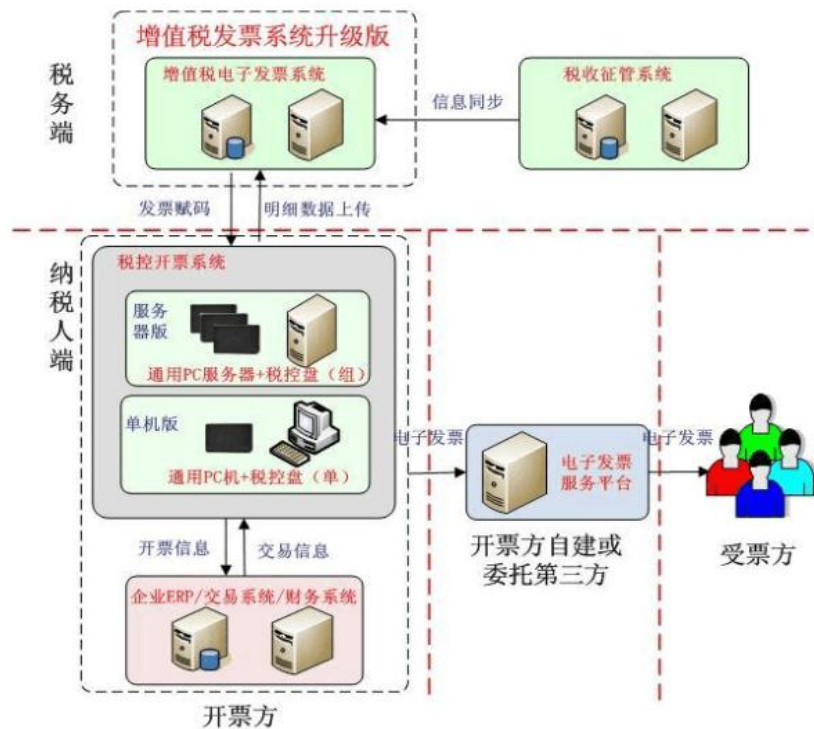 增值税发票系统升级版
税务端
增值税电子发票系统
信息同步
税收征管系统
发票赋码
明细数据上传
纳税人端
税控开票系统
服务
器版
通用PC服务器+税控盘（组）
单机版
通用PC机+税控盘（单）
电子发票
电子发票
服务平台
电子发票
开票方自建或
委托第三方
受票方
开票信息
交易信息
企业ERP/交易系统/财务系统
开票方